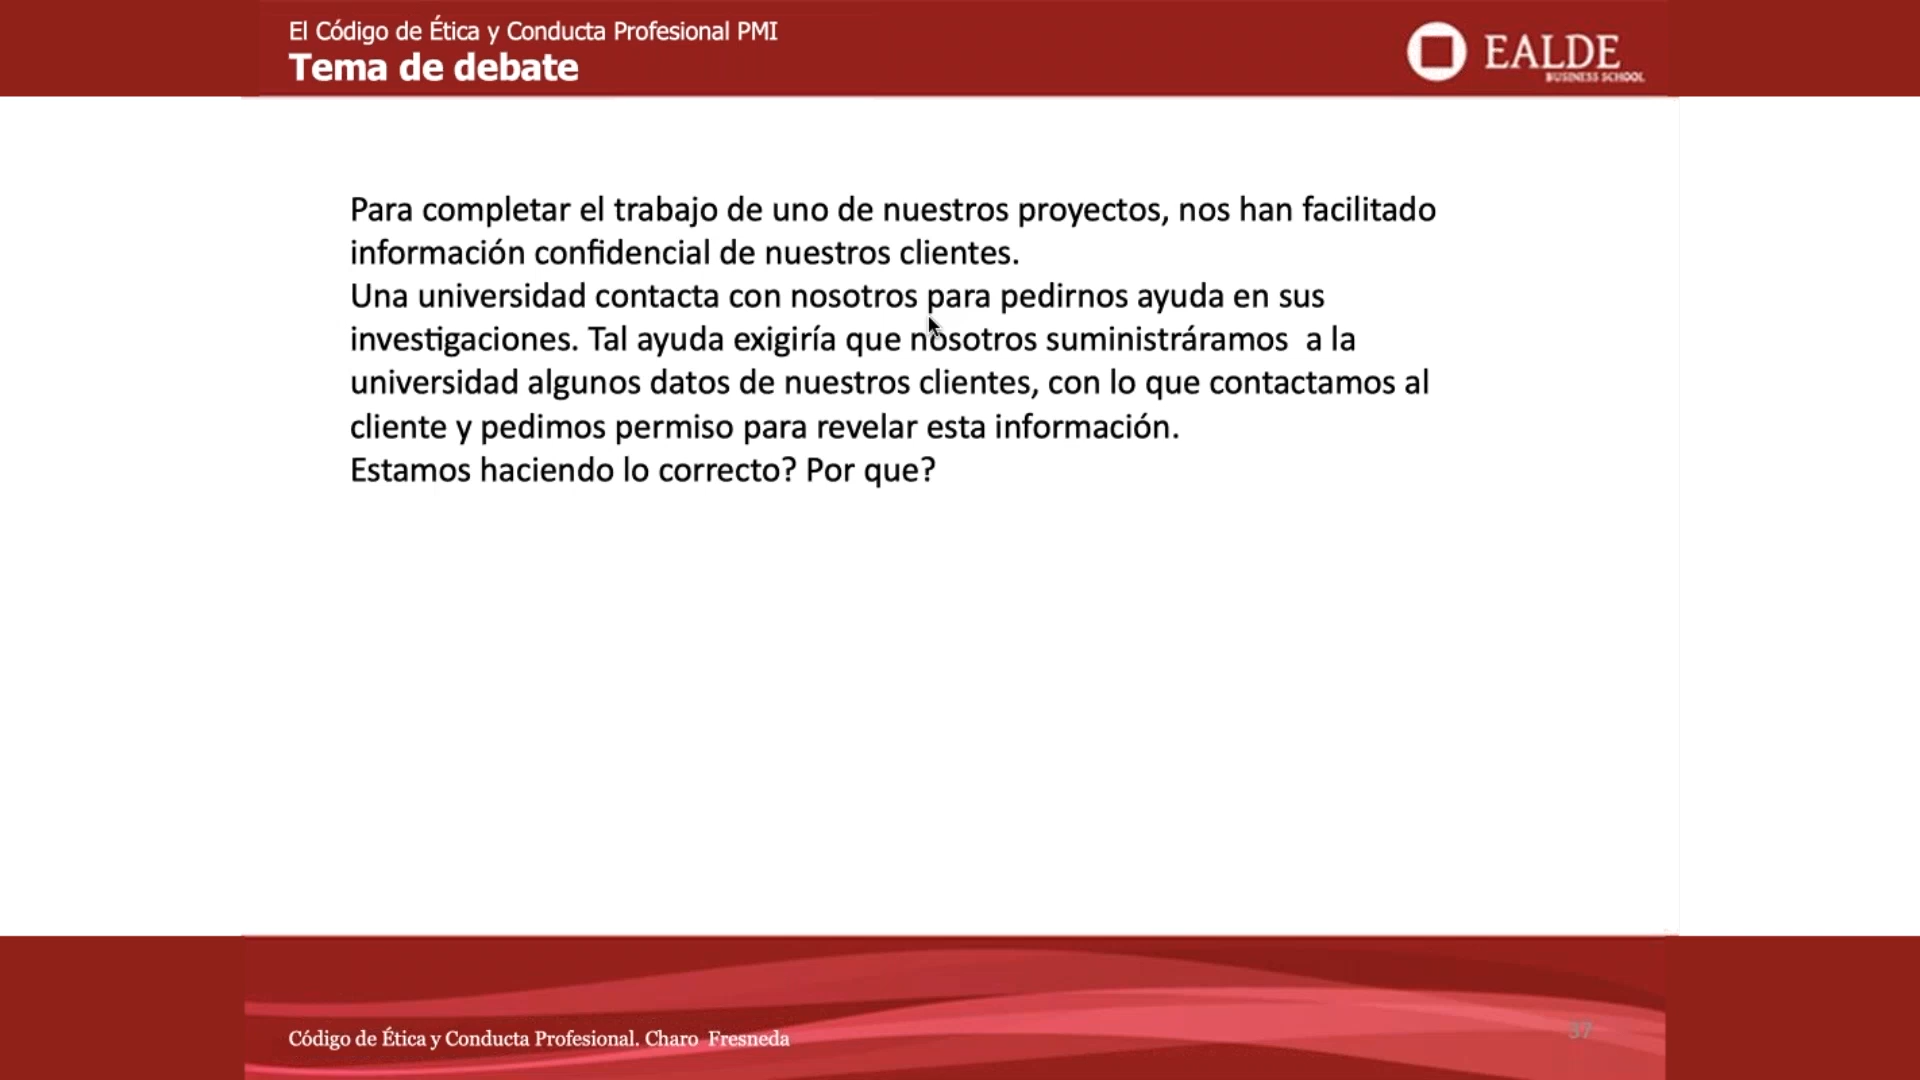 El Código de Ética y Conducta Profesional PMI
Tema de debate
EALDE
BUSINESS SCHOOL
Para completar el trabajo de uno de nuestros proyectos, nos han facilitado
información confidencial de nuestros clientes.
Una universidad contacta con nosotros para pedirnos ayuda en sus
investigaciones. Tal ayuda exigiría que nosotros suministráramos  a la
universidad algunos datos de nuestros clientes, con lo que contactamos al
cliente y pedimos permiso para revelar esta información.
Estamos haciendo lo correcto? Por que?
Código de Ética y Conducta Profesional. Charo  Fresneda
37